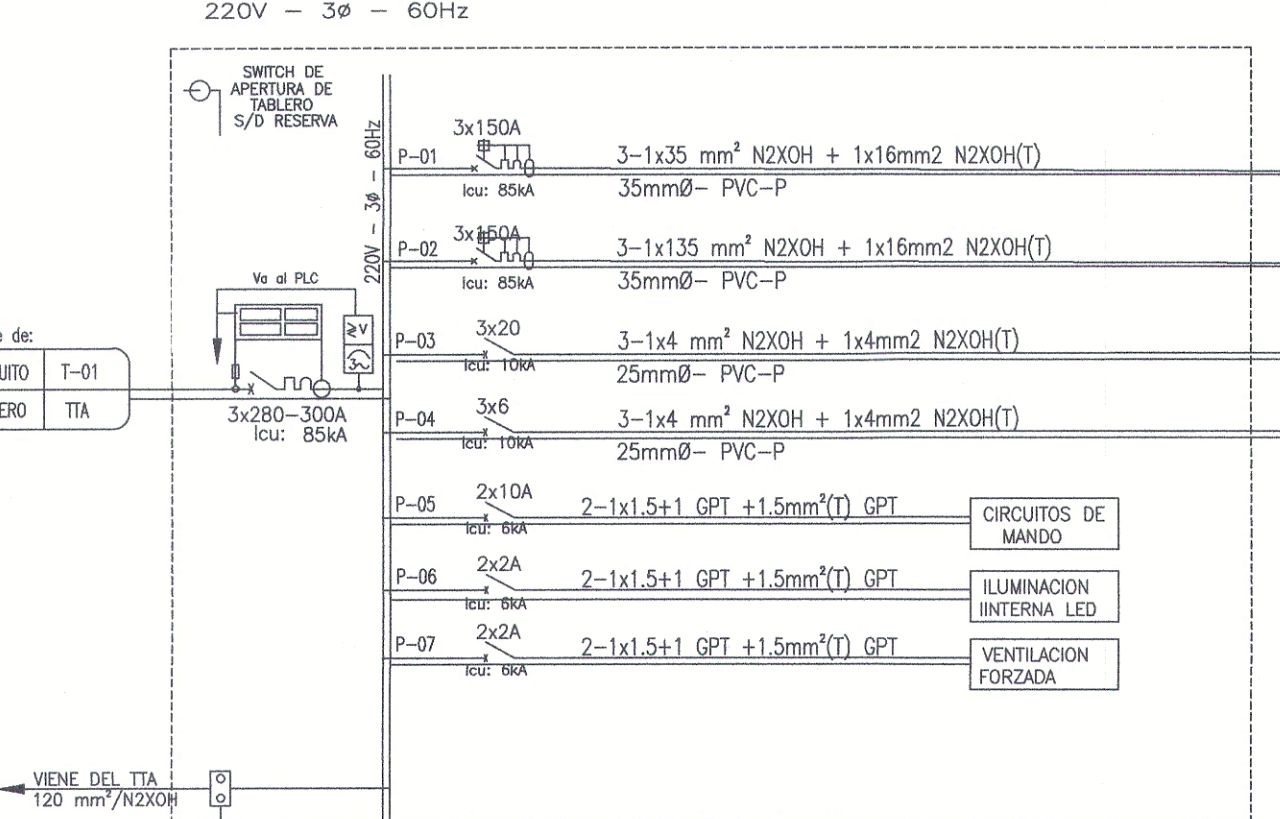 220V – 3ø – 60Hz
SWITCH DE
APERTURA DE
TABLERO
S/D RESERVA
220V – 3Ø – 60Hz
P–01
3x150A
Icu: 85kA
3–1x35 mm² N2XOH + 1x16mm2 N2XOH(T)
35mmØ– PVC–P
P–02
3x150A
Icu: 85kA
3–1x135 mm² N2XOH + 1x16mm2 N2XOH(T)
35mmØ– PVC–P
Va al PLC
≷V
3~
3x280–300A
Icu: 85kA
e de:
UITO T–01
ERO TTA
P–03
3x20
Icu: 10kA
3–1x4 mm² N2XOH + 1x4mm2 N2XOH(T)
25mmØ– PVC–P
P–04
3x6
Icu: 10kA
3–1x4 mm² N2XOH + 1x4mm2 N2XOH(T)
25mmØ– PVC–P
P–05
2x10A
Icu: 6kA
2–1x1.5+1 GPT +1.5mm²(T) GPT
CIRCUITOS DE
MANDO
P–06
2x2A
Icu: 6kA
2–1x1.5+1 GPT +1.5mm²(T) GPT
ILUMINACION
IINTERNA LED
P–07
2x2A
Icu: 6kA
2–1x1.5+1 GPT +1.5mm²(T) GPT
VENTILACION
FORZADA
VIENE DEL TTA
120 mm²/N2XOH